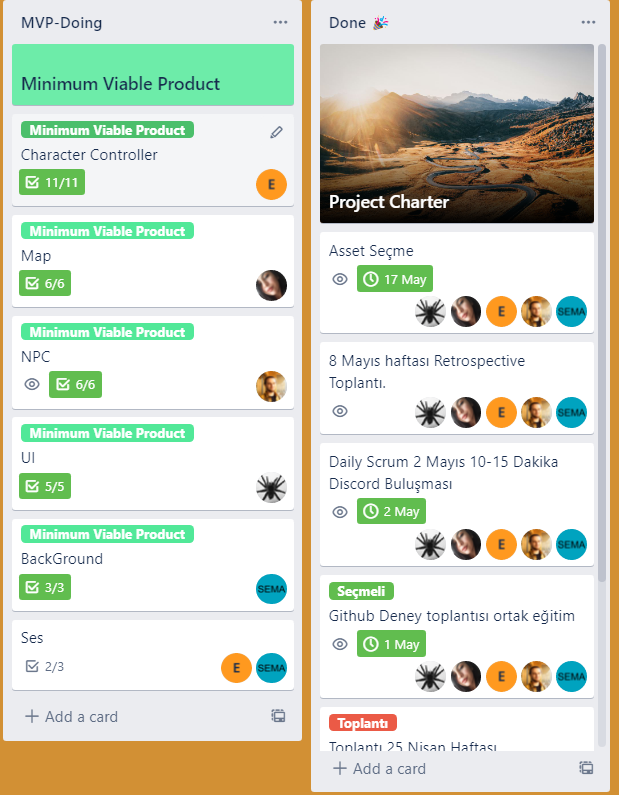 MVP-Doing
Minimum Viable Product
Minimum Viable Product
Character Controller
11/11
E
Minimum Viable Product
Map
6/6
Minimum Viable Product
NPC
6/6
Minimum Viable Product
UI
5/5
Minimum Viable Product
BackGround
3/3
SEMA
Ses
2/3
E
SEMA
Add a card
Done 🎉
Project Charter
Asset Seçme
17 May
E
SEMA
8 Mayıs haftası Retrospective
Toplantı.
E
SEMA
Daily Scrum 2 Mayıs 10-15 Dakika
Discord Buluşması
2 May
E
SEMA
Seçmeli
Github Deney toplantısı ortak eğitim
1 May
E
SEMA
Toplantı
Toplantı 25 Nisan Haftası
Add a card